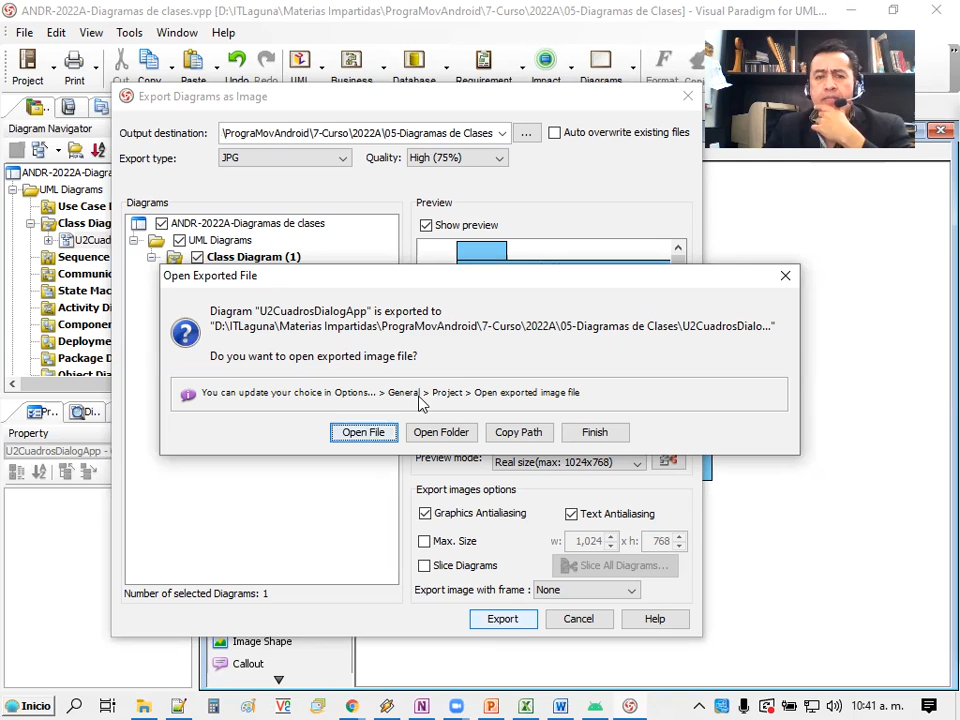 ANDR-2022A-Diagramas de clases.vpp [D:\ITLaguna\Materias Impartidas\PrograMovAndroid\7-Curso\2022A\05-Diagramas de Clases] - Visual Paradigm for UML...
File Edit View Tools Window Help
Project Print Cut Copy Paste Undo Redo UML Business Database Requirement Impact Diagrams Format Copy
Export Diagrams as Image
Diagram Navigator
Output destination: \PrograMovAndroid\7-Curso\2022A\05-Diagramas de Clases ... Auto overwrite existing files
Export type: JPG Quality: High (75%)
ANDR-2022A-Diagrama
UML Diagrams
Use Case
Class Diag
U2Cuad
Sequence
Communic
State Mac
Activity Di
Componen
Deployme
Package D
Object Di
Diagrams
ANDR-2022A-Diagramas de clases
UML Diagrams
Class Diagram (1)
Preview
Show preview
Open Exported File
Diagram "U2CuadrosDialogApp" is exported to
"D:\ITLaguna\Materias Impartidas\PrograMovAndroid\7-Curso\2022A\05-Diagramas de Clases\U2CuadrosDialo..."
Do you want to open exported image file?
You can update your choice in Options... > General > Project > Open exported image file
Open File Open Folder Copy Path Finish
Pr.. Di...
Property
U2CuadrosDialogApp -
Preview mode: Real size(max: 1024x768)
Export images options
Graphics Antialiasing Text Antialiasing
Max. Size w: 1,024 x h: 768
Slice Diagrams Slice All Diagrams...
Export image with frame : None
Number of selected Diagrams: 1
Export Cancel Help
Image Shape
Callout
Inicio 10:41 a. m.